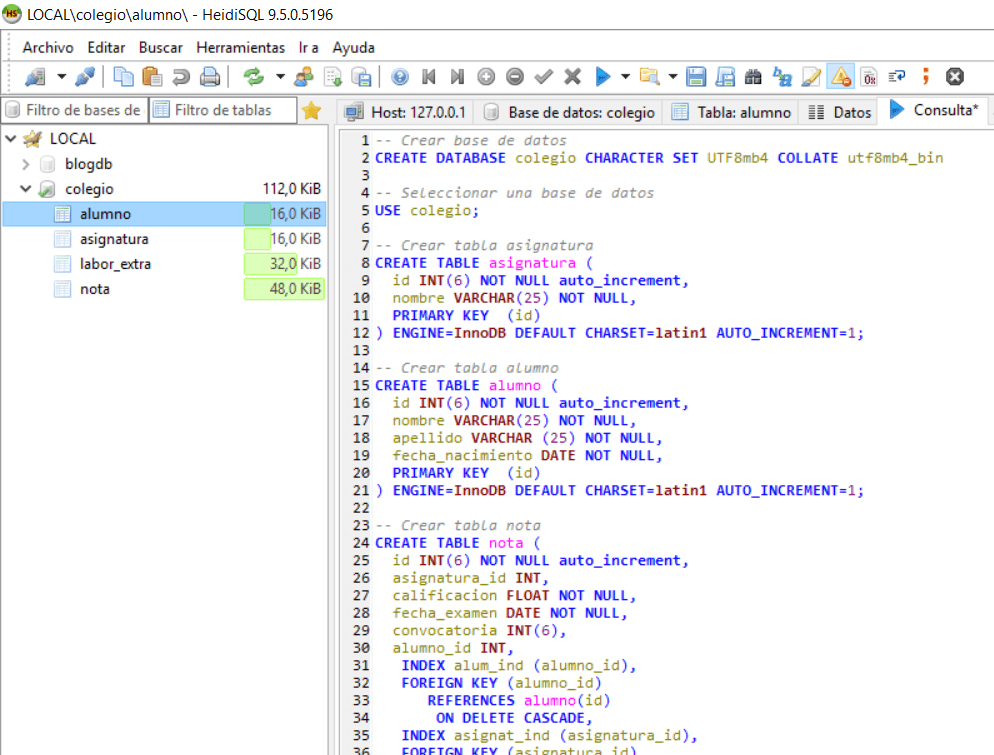 LOCAL\colegio\alumno\ - HeidiSQL 9.5.0.5196
Archivo Editar Buscar Herramientas Ir a Ayuda
Filtro de bases de Filtro de tablas Host: 127.0.0.1 Base de datos: colegio Tabla: alumno Datos Consulta*
LOCAL
blogdb
colegio 112,0 KiB
alumno 16,0 KiB
asignatura 16,0 KiB
labor_extra 32,0 KiB
nota 48,0 KiB
1 -- Crear base de datos
2 CREATE DATABASE colegio CHARACTER SET UTF8mb4 COLLATE utf8mb4_bin
3
4 -- Seleccionar una base de datos
5 USE colegio;
6
7 -- Crear tabla asignatura
8 CREATE TABLE asignatura (
9 id INT(6) NOT NULL auto_increment,
10 nombre VARCHAR(25) NOT NULL,
11 PRIMARY KEY (id)
12 ) ENGINE=InnoDB DEFAULT CHARSET=latin1 AUTO_INCREMENT=1;
13
14 -- Crear tabla alumno
15 CREATE TABLE alumno (
16 id INT(6) NOT NULL auto_increment,
17 nombre VARCHAR(25) NOT NULL,
18 apellido VARCHAR (25) NOT NULL,
19 fecha_nacimiento DATE NOT NULL,
20 PRIMARY KEY (id)
21 ) ENGINE=InnoDB DEFAULT CHARSET=latin1 AUTO_INCREMENT=1;
22
23 -- Crear tabla nota
24 CREATE TABLE nota (
25 id INT(6) NOT NULL auto_increment,
26 asignatura_id INT,
27 calificacion FLOAT NOT NULL,
28 fecha_examen DATE NOT NULL,
29 convocatoria INT(6),
30 alumno_id INT,
31 INDEX alum_ind (alumno_id),
32 FOREIGN KEY (alumno_id)
33 REFERENCES alumno(id)
34 ON DELETE CASCADE,
35 INDEX asignat_ind (asignatura_id),
36 FOREIGN KEY (asignatura_id)